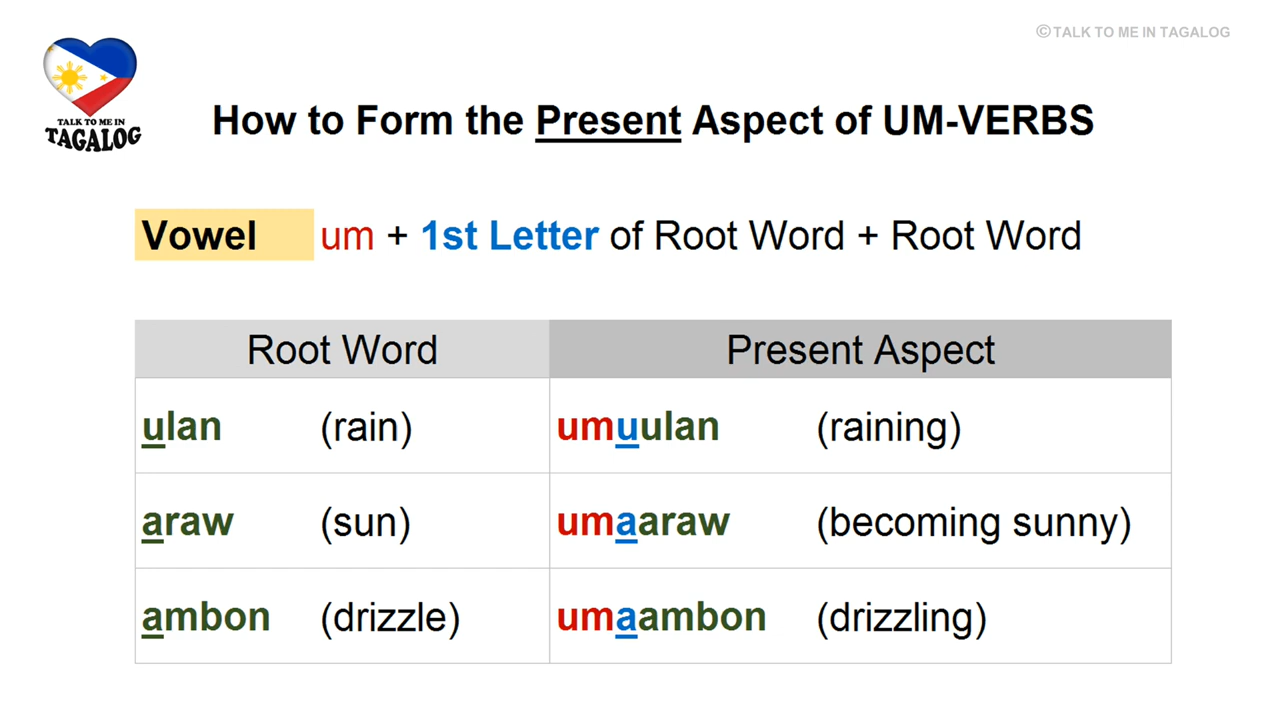 ©TALK TO ME IN TAGALOG
TALK TO ME IN
TAGALOG
How to Form the Present Aspect of UM-VERBS
Vowel um + 1st Letter of Root Word + Root Word
Root Word Present Aspect
ulan (rain) umuulan (raining)
araw (sun) umaaraw (becoming sunny)
ambon (drizzle) umaambon (drizzling)